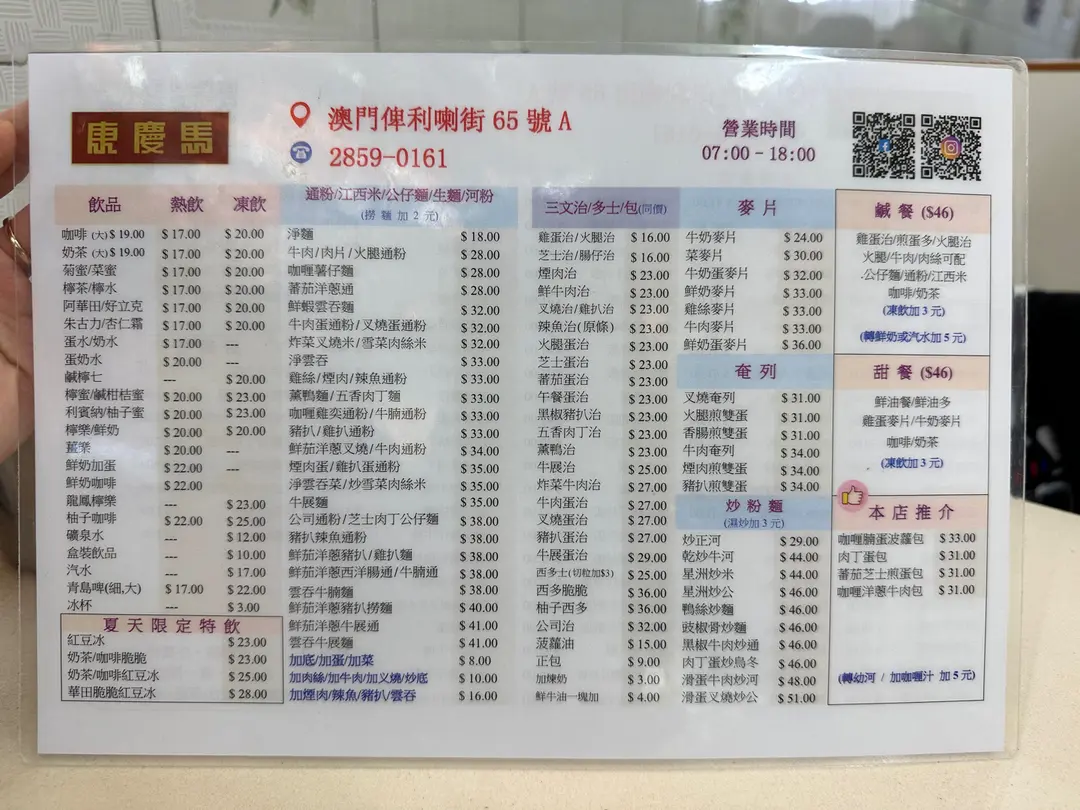 馬慶康
澳門俾利喇街 65 號 A
2859-0161
營業時間
07:00 - 18:00
飲品 熱飲 凍飲
咖啡 (大) $ 19.00 $ 17.00 $ 20.00
奶茶 (大) $ 19.00 $ 17.00 $ 20.00
菊蜜/菜蜜 $ 17.00 $ 20.00
檸茶/檸水 $ 17.00 $ 20.00
阿華田/好立克 $ 17.00 $ 20.00
朱古力/杏仁霜 $ 17.00 $ 20.00
蛋水/奶水 $ 17.00 ---
蛋奶水 $ 20.00 ---
鹹檸七 --- $ 20.00
檸蜜/鹹柑桔蜜 $ 20.00 $ 23.00
利賓納/柚子蜜 $ 20.00 $ 23.00
檸樂/鮮奶 $ 20.00 $ 20.00
薑樂 $ 20.00 ---
鮮奶加蛋 $ 22.00 ---
鮮奶咖啡 $ 22.00
龍鳳檸樂 --- $ 23.00
柚子咖啡 $ 22.00 $ 25.00
礦泉水 --- $ 12.00
盒裝飲品 --- $ 10.00
汽水 --- $ 17.00
青島啤(細,大) $ 17.00 $ 22.00
冰杯 --- $ 3.00
夏天限定特飲
紅豆冰 $ 23.00
奶茶/咖啡脆脆 $ 23.00
奶茶/咖啡紅豆冰 $ 25.00
華田脆脆紅豆冰 $ 28.00
通粉/江西米/公仔麵/生麵/河粉
(撈 麵 加 2 元)
淨麵 $ 18.00
牛肉/肉片/火腿通粉 $ 28.00
咖喱薯仔麵 $ 28.00
蕃茄洋蔥通 $ 28.00
鮮蝦雲吞麵 $ 32.00
牛肉蛋通粉/叉燒蛋通粉 $ 32.00
炸菜叉燒米/雪菜肉絲米 $ 32.00
淨雲吞 $ 33.00
雞絲/煙肉/辣魚通粉 $ 33.00
薰鴨麵/五香肉丁麵 $ 33.00
咖喱雞奕通粉/牛腩通粉 $ 33.00
豬扒/雞扒通粉 $ 33.00
鮮茄洋蔥叉燒/牛肉通粉 $ 34.00
煙肉蛋/雞扒蛋通粉 $ 35.00
淨雲吞菜/炒雪菜肉絲米 $ 35.00
牛展麵 $ 35.00
公司通粉/芝士肉丁公仔麵 $ 38.00
豬扒辣魚通粉 $ 38.00
鮮茄洋蔥豬扒/雞扒麵 $ 38.00
鮮茄洋蔥西洋腸通/牛腩通 $ 38.00
雲吞牛腩麵 $ 38.00
鮮茄洋蔥豬扒撈麵 $ 40.00
鮮茄洋蔥牛展通 $ 41.00
雲吞牛展麵 $ 41.00
加底/加蛋/加菜 $ 8.00
加肉絲/加牛肉/加叉燒/炒底 $ 10.00
加煙肉/辣魚/豬扒/雲吞 $ 16.00
三文治/多士/包(同價)
雞蛋治/火腿治 $ 16.00
芝士治/腸仔治 $ 16.00
煙肉治 $ 23.00
鮮牛肉治 $ 23.00
叉燒治/雞扒治 $ 23.00
辣魚治(原條) $ 23.00
火腿蛋治 $ 23.00
芝士蛋治 $ 23.00
蕃茄蛋治 $ 23.00
午餐蛋治 $ 23.00
黑椒豬扒治 $ 23.00
五香肉丁治 $ 23.00
薰鴨治 $ 23.00
牛展治 $ 25.00
炸菜牛肉治 $ 27.00
牛肉蛋治 $ 27.00
叉燒蛋治 $ 27.00
豬扒蛋治 $ 27.00
牛展蛋治 $ 29.00
西多士(切粒加$3) $ 25.00
西多脆脆 $ 36.00
柚子西多 $ 36.00
公司治 $ 32.00
菠蘿油 $ 15.00
正包 $ 9.00
加煉奶 $ 3.00
鮮牛油一塊加 $ 4.00
麥片
牛奶麥片 $ 24.00
菜麥片 $ 30.00
牛奶蛋麥片 $ 32.00
鮮奶麥片 $ 33.00
雞絲麥片 $ 33.00
牛肉麥片 $ 33.00
鮮奶蛋麥片 $ 36.00
奄列
叉燒奄列 $ 31.00
火腿煎雙蛋 $ 31.00
香腸煎雙蛋 $ 31.00
牛肉奄列 $ 34.00
煙肉煎雙蛋 $ 34.00
豬扒煎雙蛋 $ 34.00
炒粉麵
(濕炒加 3 元)
炒正河 $ 29.00
乾炒牛河 $ 44.00
星洲炒米 $ 44.00
星洲炒公 $ 46.00
鴨絲炒麵 $ 46.00
豉椒骨炒麵 $ 46.00
黑椒牛肉炒通 $ 46.00
肉丁蛋炒烏冬 $ 46.00
滑蛋牛肉炒河 $ 48.00
滑蛋叉燒炒公 $ 51.00
鹹 餐 ($46)
雞蛋治/煎蛋多/火腿治
火腿/牛肉/肉絲可配
公仔麵/通粉/江西米
咖啡/奶茶
(凍飲加 3 元)
(轉鮮奶或汽水加 5 元)
甜 餐 ($46)
鮮油餐/鮮油多
雞蛋麥片/牛奶麥片
咖啡/奶茶
(凍飲加 3 元)
本店推介
咖喱腩蛋波蘿包 $ 33.00
肉丁蛋包 $ 31.00
蕃茄芝士煎蛋包 $ 31.00
咖喱洋蔥牛肉包 $ 31.00
(轉幼河 / 加咖喱汁 加 5 元)